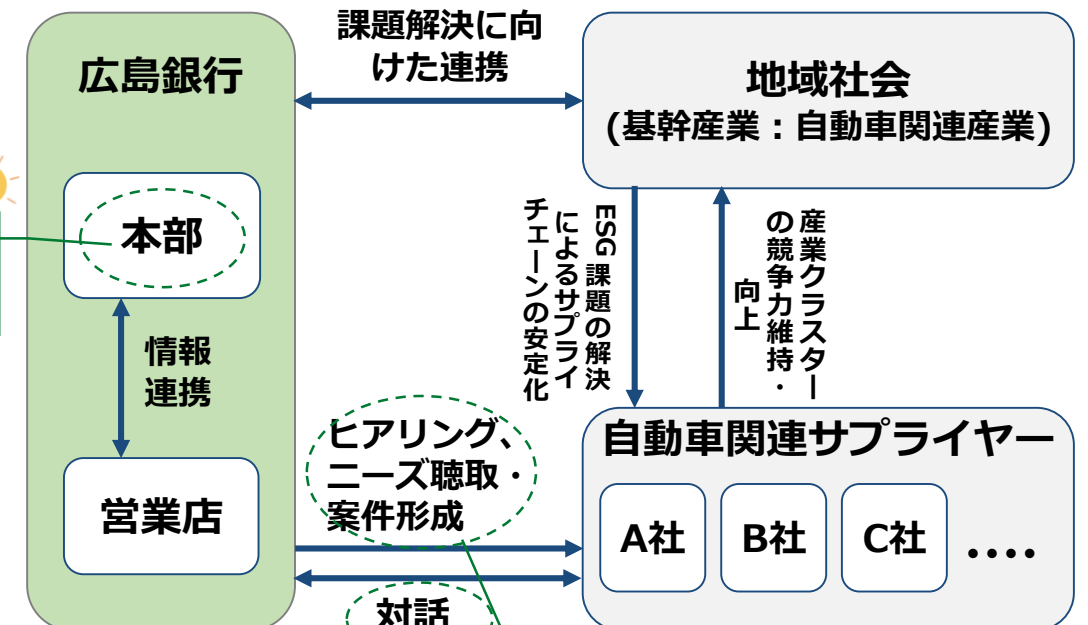 広島銀行
課題解決に向
けた連携
地域社会
(基幹産業：自動車関連産業)
本部
情報
連携
営業店
ESG 課題の解決
によるサプライ
チェーンの安定化
産業クラスター
の競争力維持・
向上
ヒアリング、
ニーズ聴取・
案件形成
対話
自動車関連サプライヤー
A社
B社
C社
....